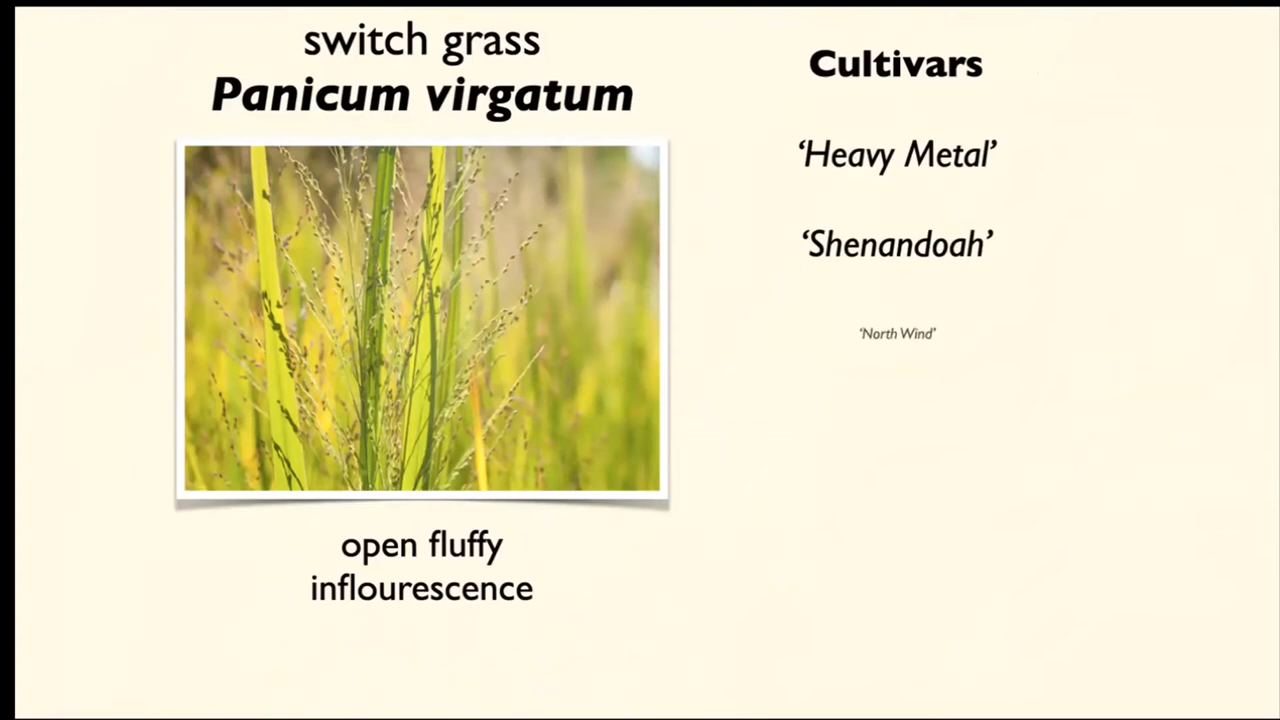 switch grass
Panicum virgatum
open fluffy
inflourescence
Cultivars
‘Heavy Metal’
‘Shenandoah’
‘North Wind’